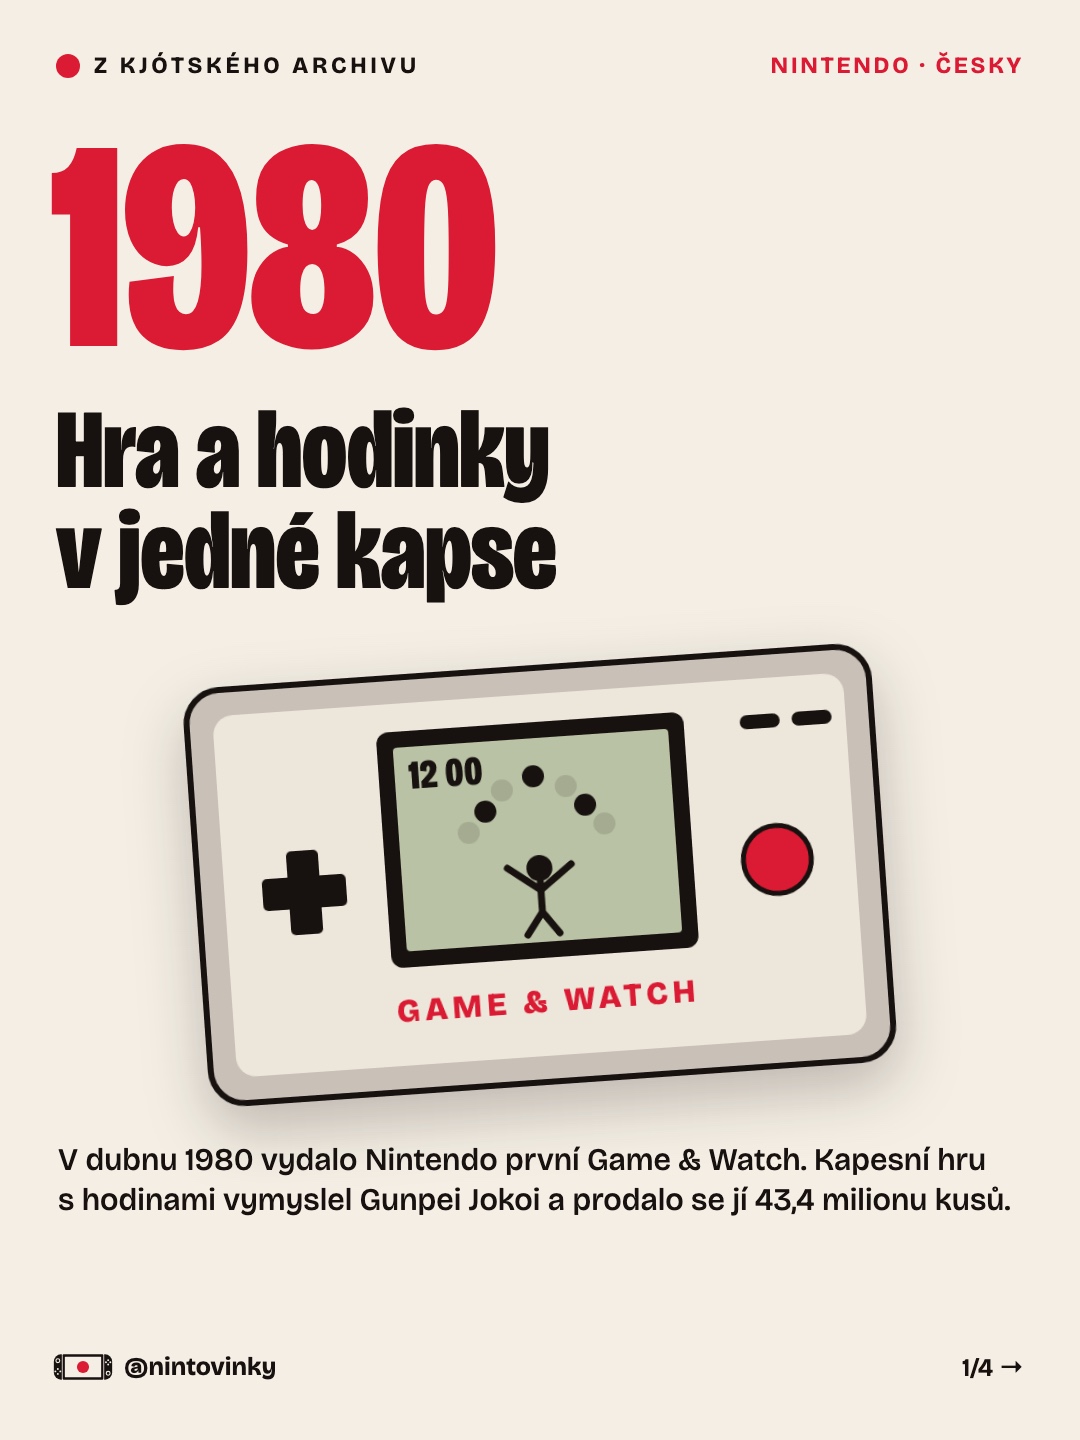 Z KJÓTSKÉHO ARCHIVU
NINTENDO · ČESKY
1980
Hra a hodinky
v jedné kapse
12 00
GAME & WATCH
V dubnu 1980 vydalo Nintendo první Game & Watch. Kapesní hru
s hodinami vymyslel Gunpei Jokoi a prodalo se jí 43,4 milionu kusů.
@nintovinky
1/4 →